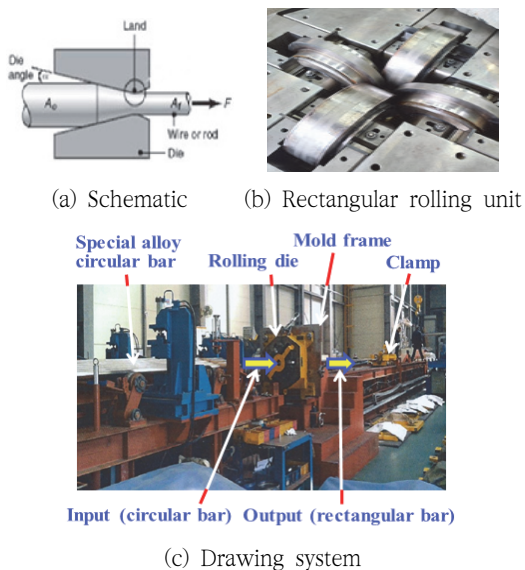 Land
Die
angle
α
A₀
A_f
F
Wire or rod
Die
(a) Schematic
(b) Rectangular rolling unit
Special alloy
circular bar
Rolling die
Mold frame
Clamp
Input (circular bar)
Output (rectangular bar)
(c) Drawing system